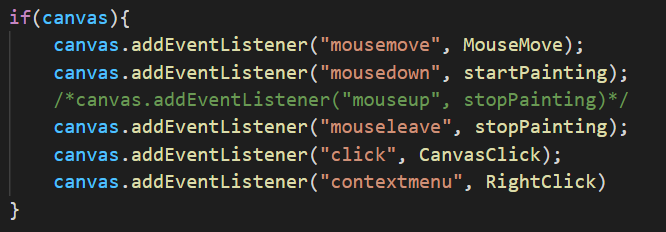 if(canvas){
    canvas.addEventListener("mousemove", MouseMove);
    canvas.addEventListener("mousedown", startPainting);
    /*canvas.addEventListener("mouseup", stopPainting)*/
    canvas.addEventListener("mouseleave", stopPainting);
    canvas.addEventListener("click", CanvasClick);
    canvas.addEventListener("contextmenu", RightClick)
}